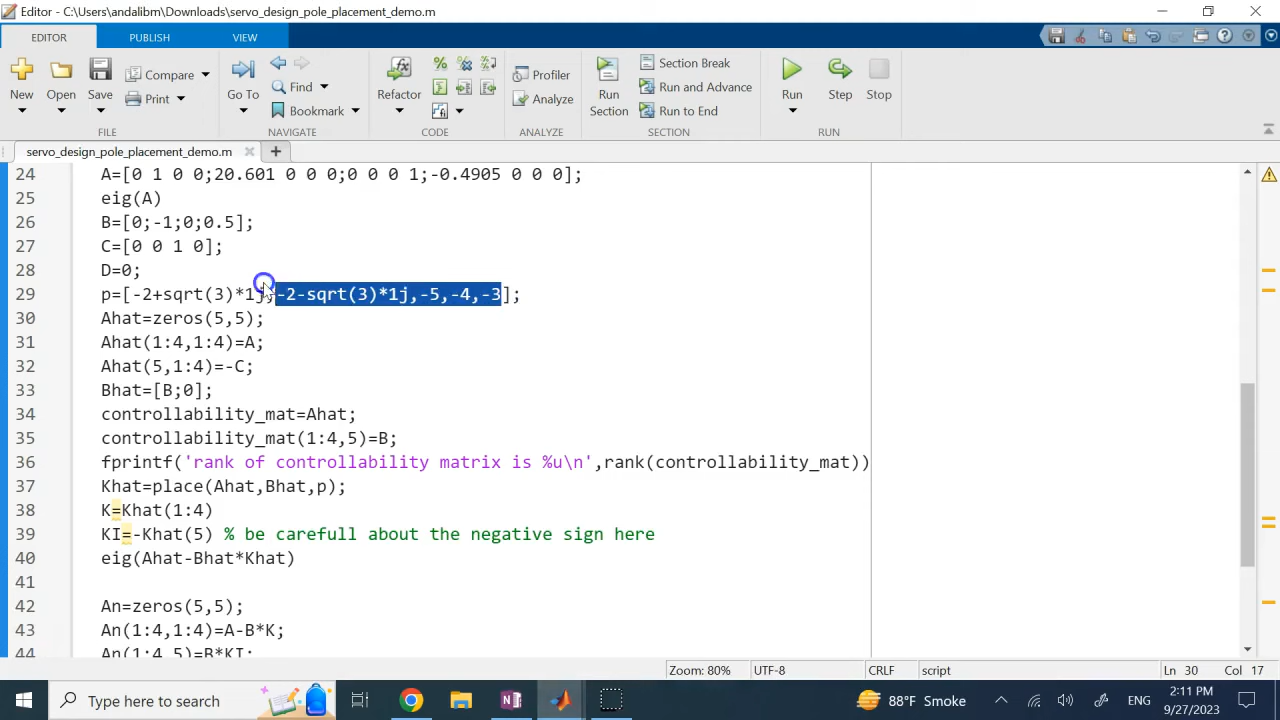 Editor - C:\Users\andalibm\Downloads\servo_design_pole_placement_demo.m
EDITOR PUBLISH VIEW
New Open Save Compare Print
Go To Find Bookmark
Refactor
Profiler Analyze
Run Section
Section Break Run and Advance Run to End
Run Step Stop
FILE NAVIGATE CODE ANALYZE SECTION RUN
servo_design_pole_placement_demo.m
24 A=[0 1 0 0;20.601 0 0 0;0 0 0 1;-0.4905 0 0 0];
25 eig(A)
26 B=[0;-1;0;0.5];
27 C=[0 0 1 0];
28 D=0;
29 p=[-2+sqrt(3)*1j,-2-sqrt(3)*1j,-5,-4,-3];
30 Ahat=zeros(5,5);
31 Ahat(1:4,1:4)=A;
32 Ahat(5,1:4)=-C;
33 Bhat=[B;0];
34 controllability_mat=Ahat;
35 controllability_mat(1:4,5)=B;
36 fprintf('rank of controllability matrix is %u\n',rank(controllability_mat))
37 Khat=place(Ahat,Bhat,p);
38 K=Khat(1:4)
39 KI=-Khat(5) % be carefull about the negative sign here
40 eig(Ahat-Bhat*Khat)
41
42 An=zeros(5,5);
43 An(1:4,1:4)=A-B*K;
44 An(1:4,5)=B*KI;
Zoom: 80% UTF-8 CRLF script Ln 30 Col 17
Type here to search 88°F Smoke ENG 2:11 PM
9/27/2023